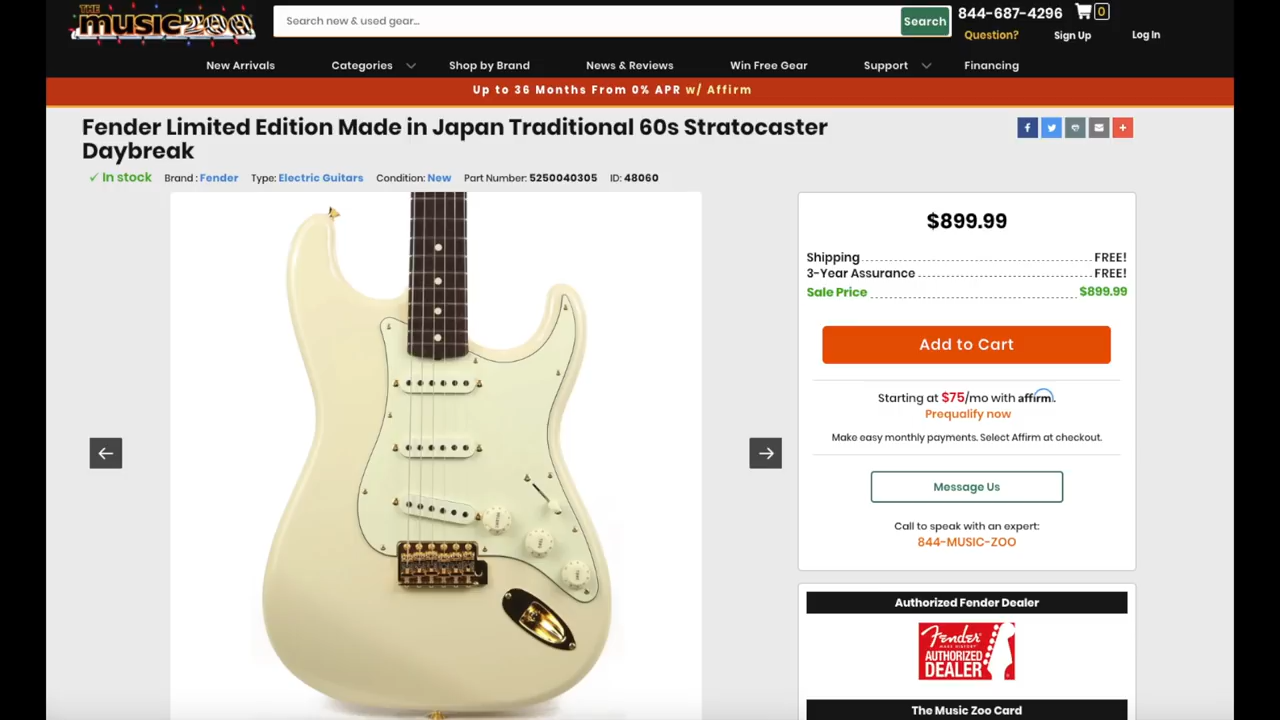 THE
musiczoo
Search new & used gear...
Search
844-687-4296
0
Question?
Sign Up
Log In
New Arrivals
Categories
Shop by Brand
News & Reviews
Win Free Gear
Support
Financing
Up to 36 Months From 0% APR w/ Affirm
Fender Limited Edition Made in Japan Traditional 60s Stratocaster
Daybreak
✓ In stock
Brand : Fender
Type: Electric Guitars
Condition: New
Part Number: 5250040305
ID: 48060
$899.99
Shipping FREE!
3-Year Assurance FREE!
Sale Price $899.99
Add to Cart
Starting at $75/mo with affirm.
Prequalify now
Make easy monthly payments. Select Affirm at checkout.
Message Us
Call to speak with an expert:
844-MUSIC-ZOO
Authorized Fender Dealer
Fender
MAKE HISTORY
AUTHORIZED
DEALER
The Music Zoo Card